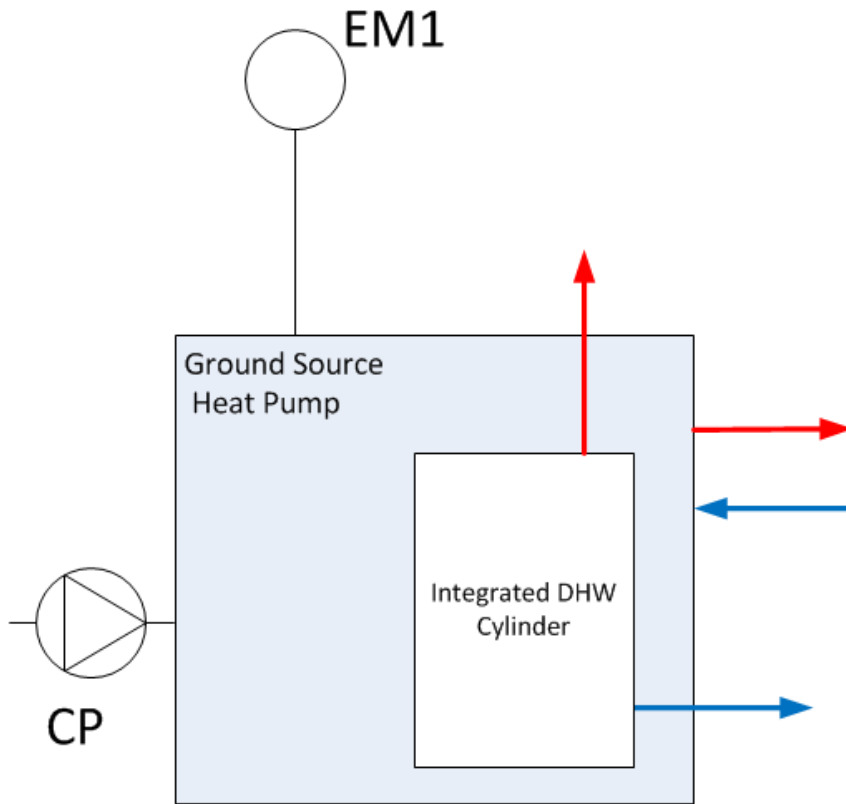 EM1
Ground Source
Heat Pump
Integrated DHW
Cylinder
CP